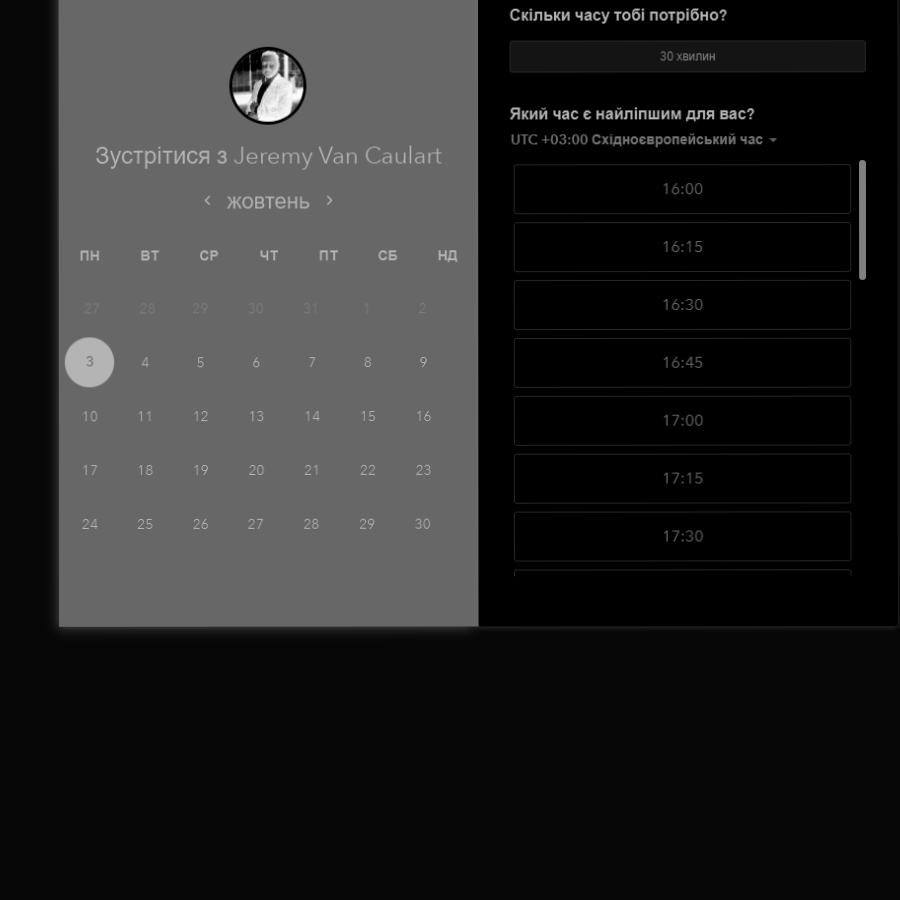 Зустрітися з Jeremy Van Caulart
жовтень
ПН ВТ СР ЧТ ПТ СБ НД
27 28 29 30 31 1 2
3 4 5 6 7 8 9
10 11 12 13 14 15 16
17 18 19 20 21 22 23
24 25 26 27 28 29 30
Скільки часу тобі потрібно?
30 хвилин
Який час є найліпшим для вас?
UTC +03:00 Східноєвропейський час
16:00
16:15
16:30
16:45
17:00
17:15
17:30